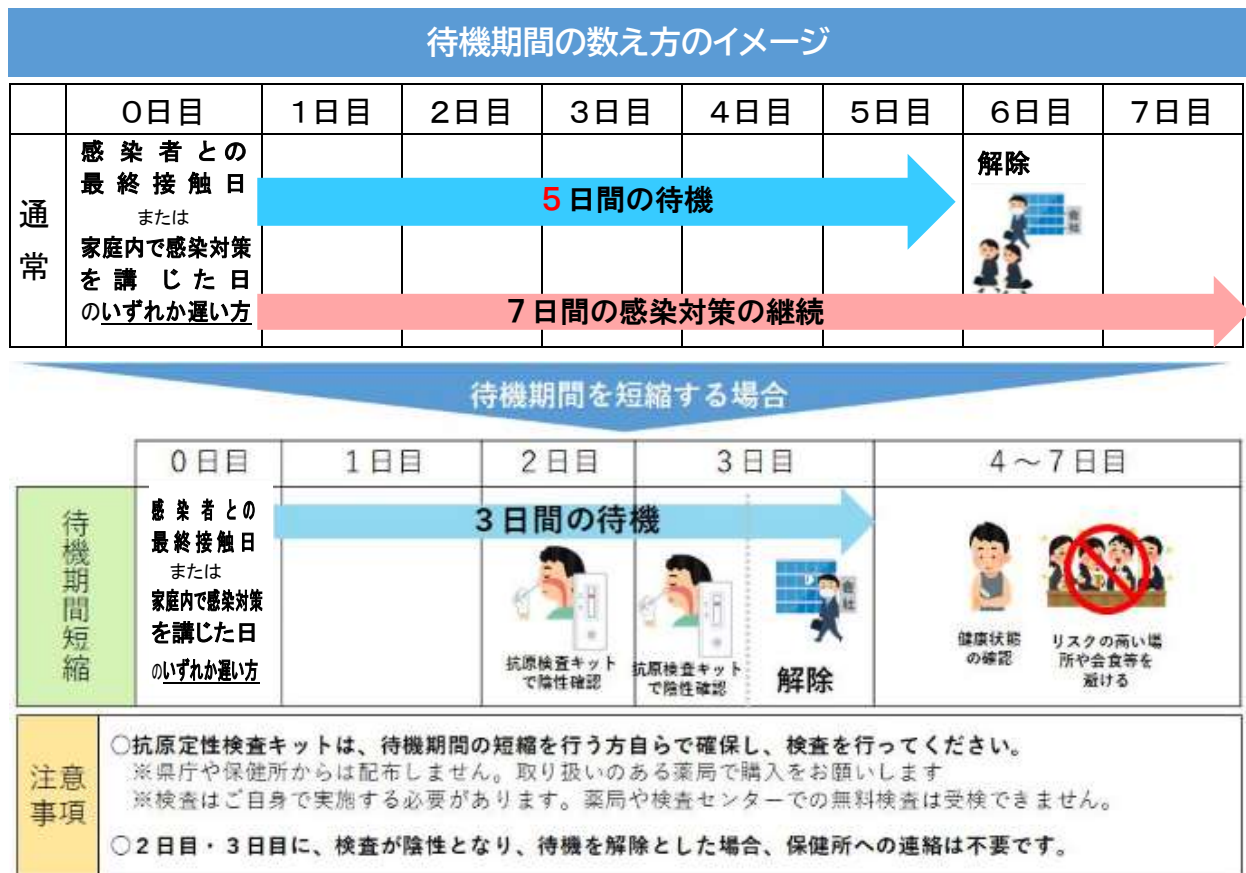 待機期間の数え方のイメージ
0日目 1日目 2日目 3日目 4日目 5日目 6日目 7日目
通常
感染者との
最終接触日
または
家庭内で感染対策
を講じた日
のいずれか遅い方
5日間の待機
解除
会社
7日間の感染対策の継続
待機期間を短縮する場合
0日目 1日目 2日目 3日目 4～7日目
待機期間短縮
感染者との
最終接触日
または
家庭内で感染対策
を講じた日
のいずれか遅い方
3日間の待機
抗原検査キット
で陰性確認
抗原検査キット
で陰性確認
会社
解除
健康状態
の確認
リスクの高い場
所や会食等を
避ける
注意
事項
○抗原定性検査キットは、待機期間の短縮を行う方自らで確保し、検査を行ってください。
※県庁や保健所からは配布しません。取り扱いのある薬局で購入をお願いします
※検査はご自身で実施する必要があります。薬局や検査センターでの無料検査は受検できません。
○2日目・3日目に、検査が陰性となり、待機を解除とした場合、保健所への連絡は不要です。